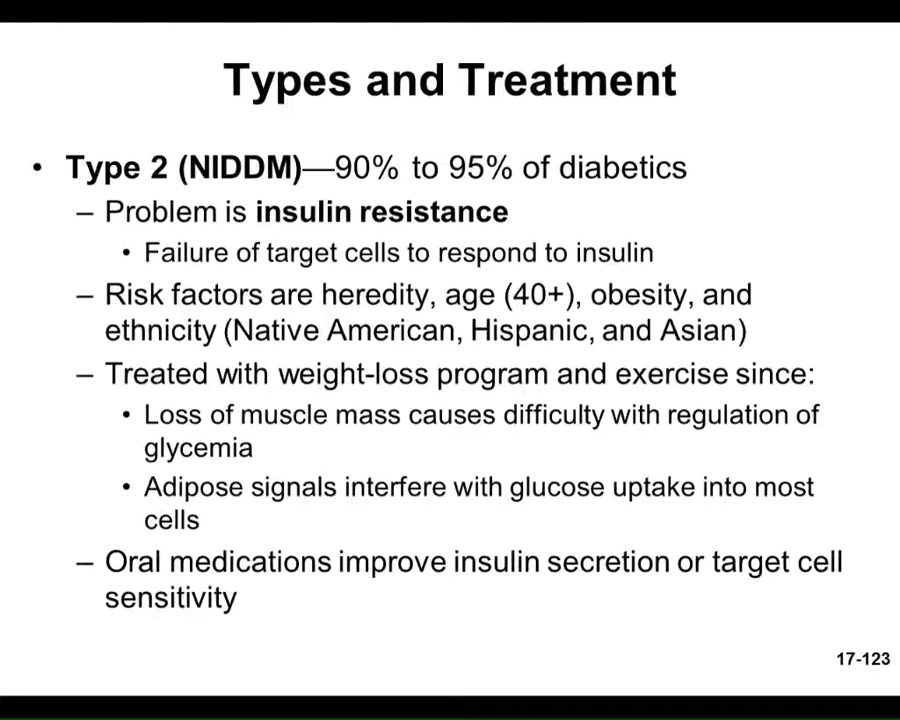 Types and Treatment
• Type 2 (NIDDM)—90% to 95% of diabetics
– Problem is insulin resistance
• Failure of target cells to respond to insulin
– Risk factors are heredity, age (40+), obesity, and
ethnicity (Native American, Hispanic, and Asian)
– Treated with weight-loss program and exercise since:
• Loss of muscle mass causes difficulty with regulation of
glycemia
• Adipose signals interfere with glucose uptake into most
cells
– Oral medications improve insulin secretion or target cell
sensitivity
17-123